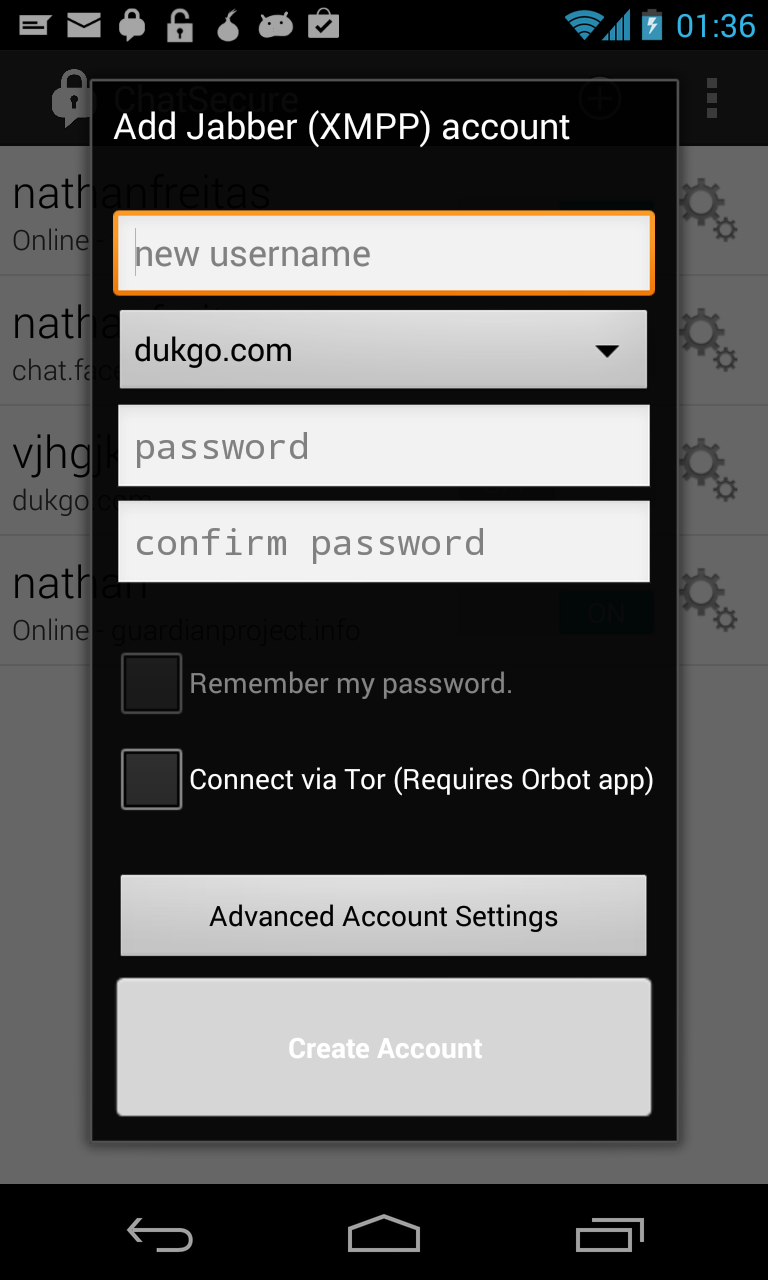 01:36
ChatSecure
Add Jabber (XMPP) account
nathanfreitas
Online -
new username
nathanfreitas
chat.face
dukgo.com
vjhgjk
dukgo.com
password
confirm password
nathan
Online - guardianproject.info
ON
Remember my password.
Connect via Tor (Requires Orbot app)
Advanced Account Settings
Create Account